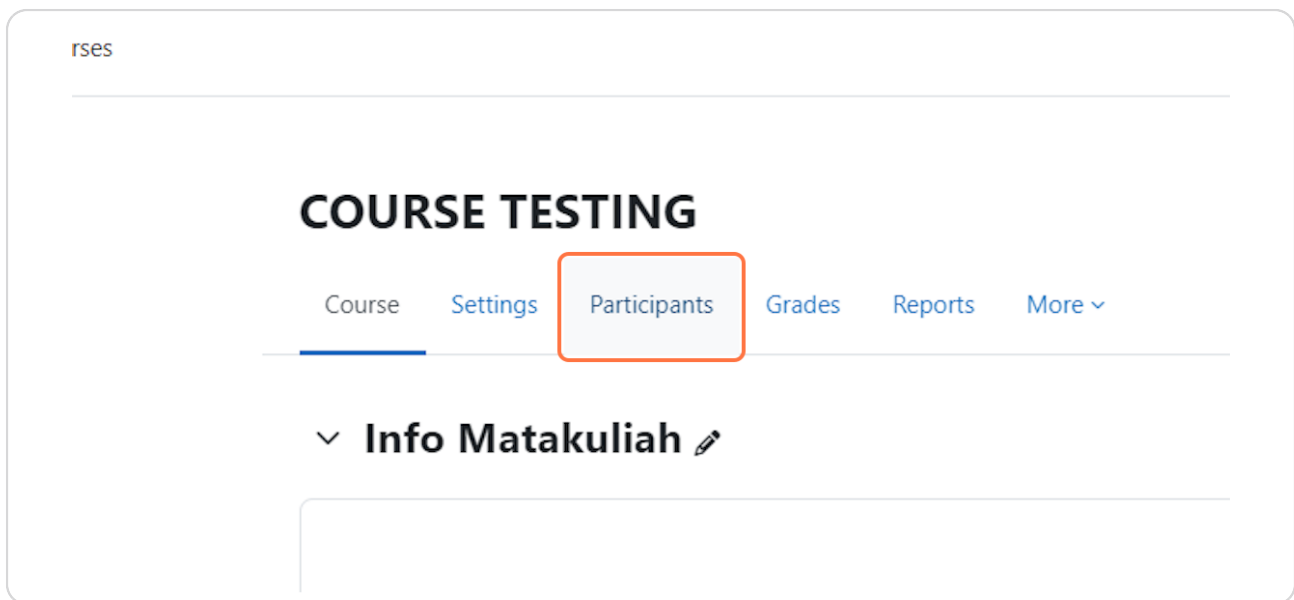 rses
COURSE TESTING
Course Settings Participants Grades Reports More
Info Matakuliah